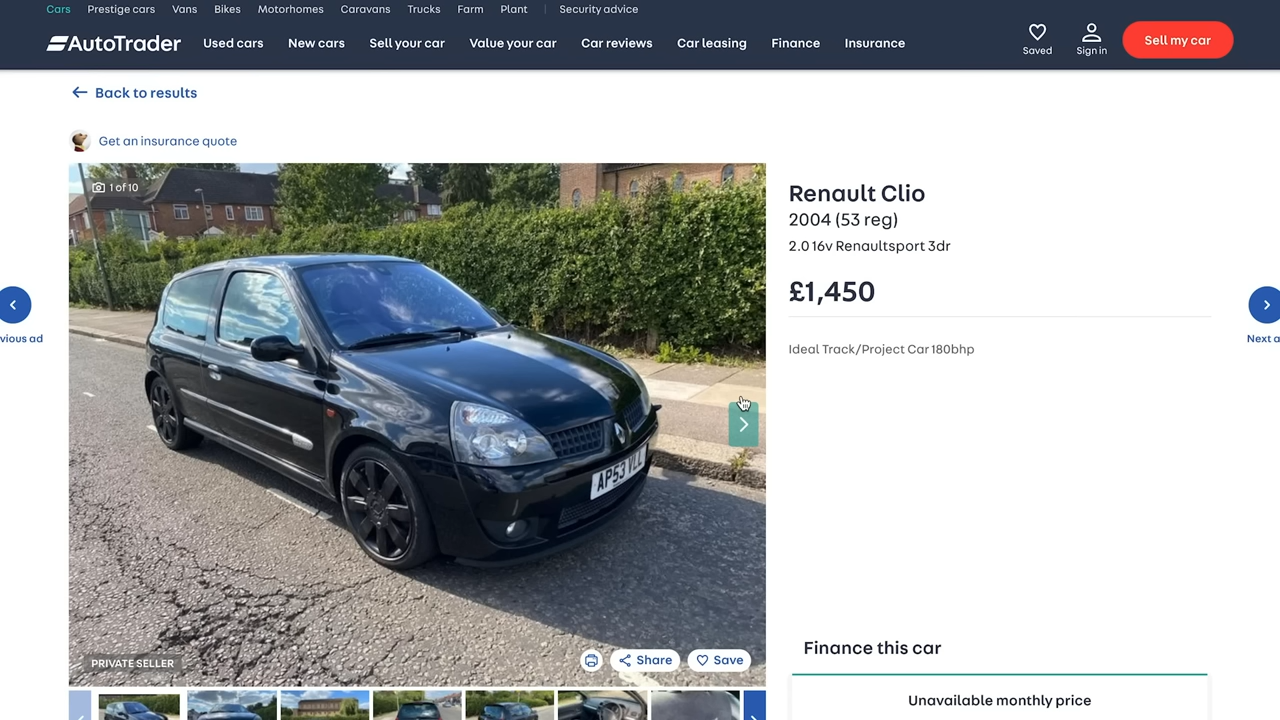 Cars Prestige cars Vans Bikes Motorhomes Caravans Trucks Farm Plant Security advice
AutoTrader Used cars New cars Sell your car Value your car Car reviews Car leasing Finance Insurance Saved Sign in Sell my car
Back to results
Get an insurance quote
1 of 10
Renault Clio
2004 (53 reg)
2.0 16v Renaultsport 3dr
£1,450
vious ad
Next a
Ideal Track/Project Car 180bhp
AP53 VLL
PRIVATE SELLER
Share
Save
Finance this car
Unavailable monthly price